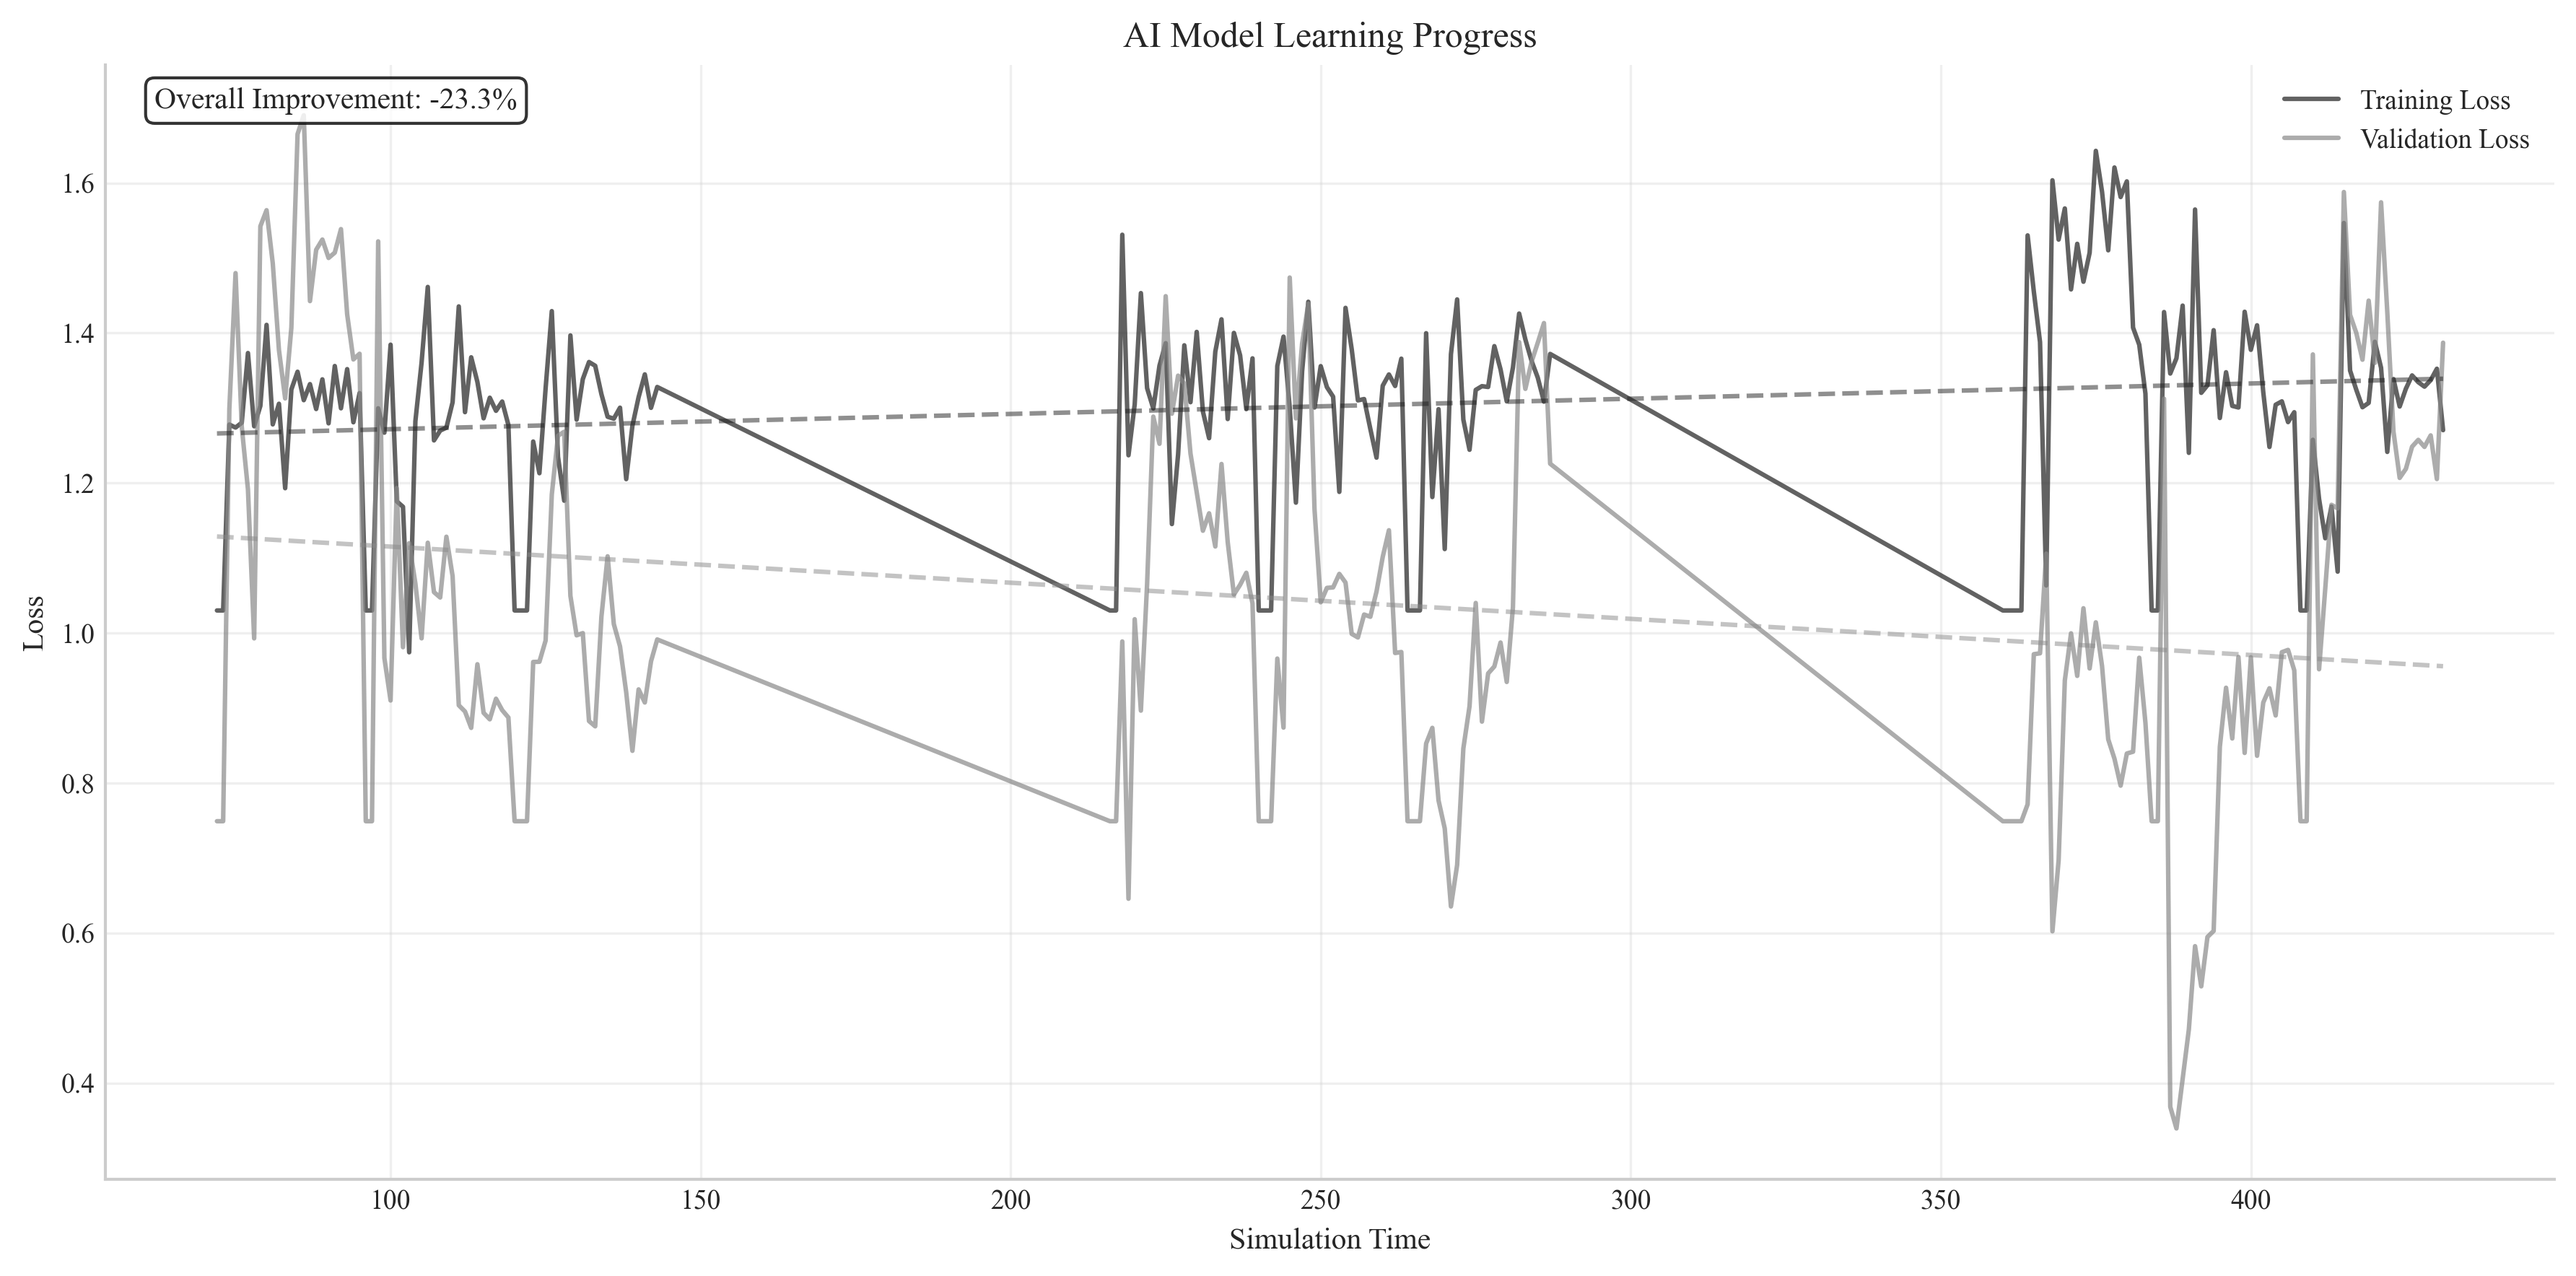 AI Model Learning Progress
Overall Improvement: -23.3%
Training Loss
Validation Loss
1.6
1.4
1.2
1.0
0.8
0.6
0.4
Loss
100 150 200 250 300 350 400
Simulation Time